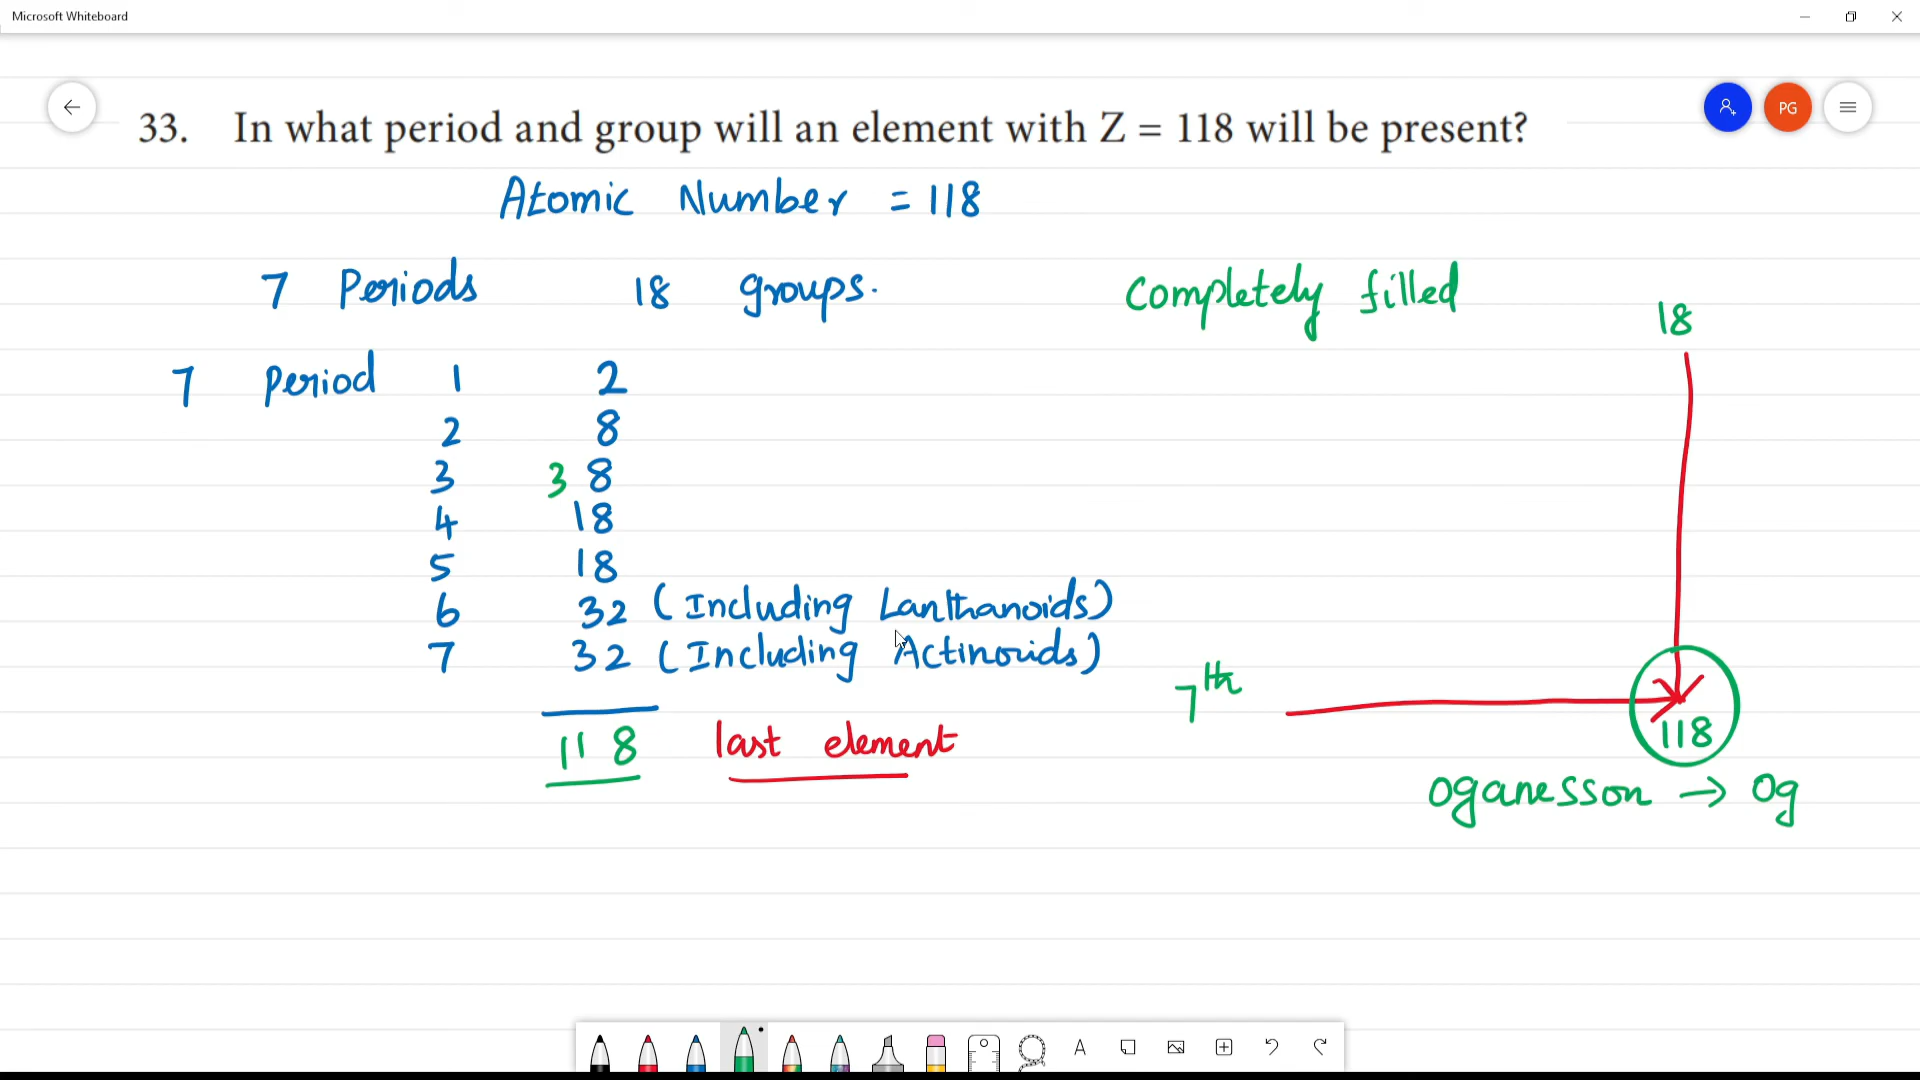 Microsoft Whiteboard
33. In what period and group will an element with Z = 118 will be present?
PG
Atomic Number = 118
7 Periods 18 groups.
Completely filled
18
7 Period 1 2
2 8
3 3 8
4 18
5 18
6 32 (Including Lanthanoids)
7 32 (Including Actinoids)
7th
118 last element
118
Oganesson → Og
A